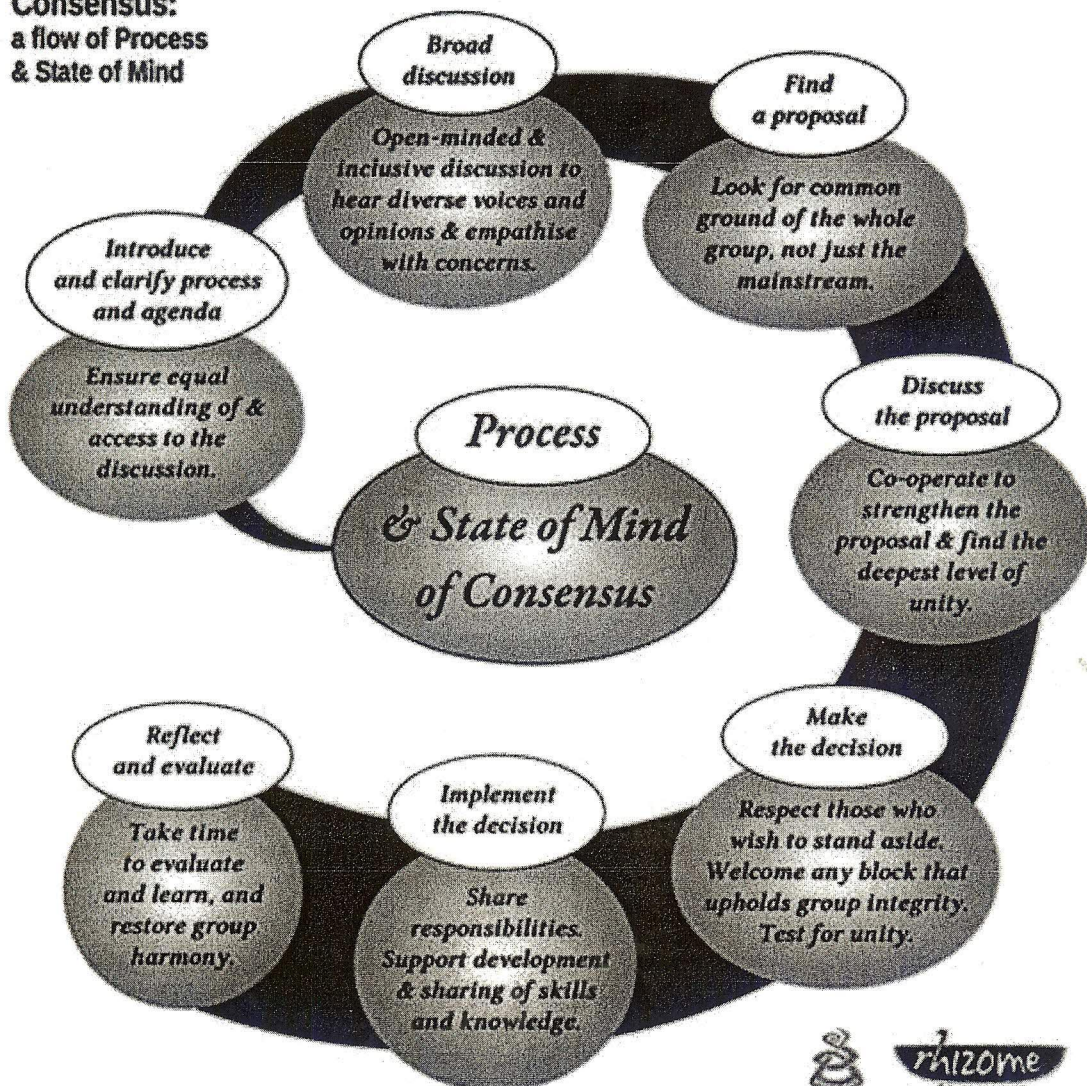 Consensus:
a flow of Process
& State of Mind
Process
& State of Mind
of Consensus
Introduce
and clarify process
and agenda
Ensure equal
understanding of &
access to the
discussion.
Broad
discussion
Open-minded &
inclusive discussion to
hear diverse voices and
opinions & empathise
with concerns.
Find
a proposal
Look for common
ground of the whole
group, not just the
mainstream.
Discuss
the proposal
Co-operate to
strengthen the
proposal & find the
deepest level of
unity.
Make
the decision
Respect those who
wish to stand aside.
Welcome any block that
upholds group integrity.
Test for unity.
Implement
the decision
Share
responsibilities.
Support development
& sharing of skills
and knowledge.
Reflect
and evaluate
Take time
to evaluate
and learn, and
restore group
harmony.
rhizome